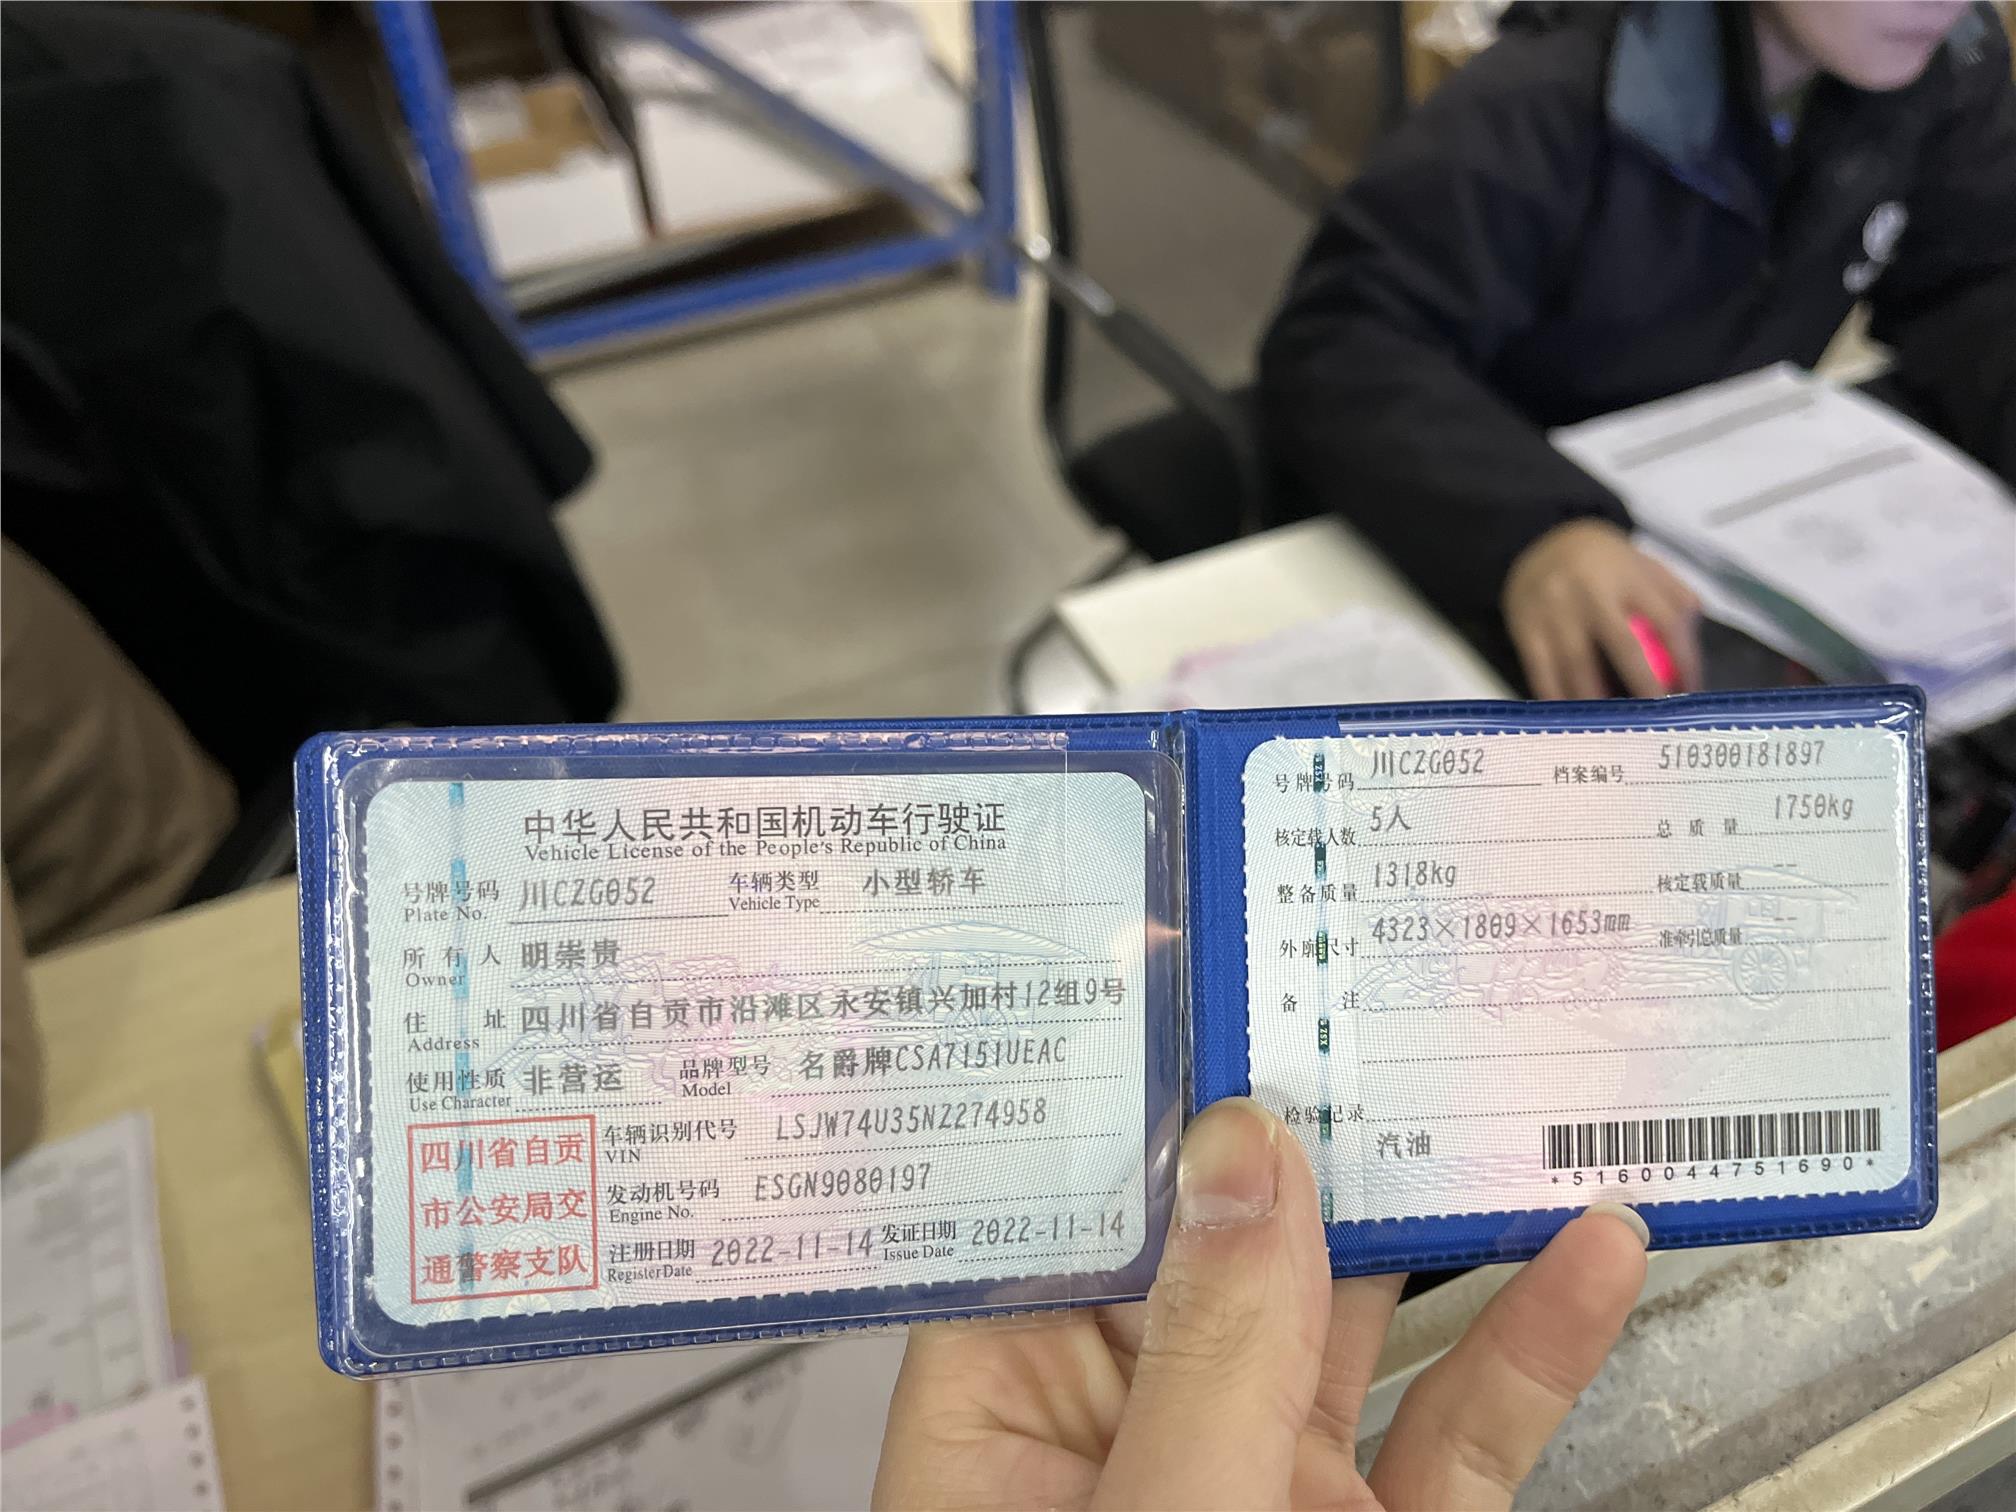 中华人民共和国机动车行驶证
Vehicle License of the People's Republic of China
号牌号码 川CZG052 车辆类型 小型轿车
Plate No. Vehicle Type
所有人 明崇贵
Owner
住址 四川省自贡市沿滩区永安镇兴加村12组9号
Address
使用性质 非营运 品牌型号 名爵牌CSA7151UEAC
Use Character Model
四川省自贡
市公安局交
通警察支队
车辆识别代号 LSJW74U35NZ274958
VIN
发动机号码 ESGN9080197
Engine No.
注册日期 2022-11-14 发证日期 2022-11-14
Register Date Issue Date
号牌号码 川CZG052 档案编号 510300181897
核定载人数 5人 总质量 1750kg
整备质量 1318kg 核定载质量 --
外廓尺寸 4323×1809×1653mm 准牵引总质量 --
备注
检验记录
汽油
*5160044751690*